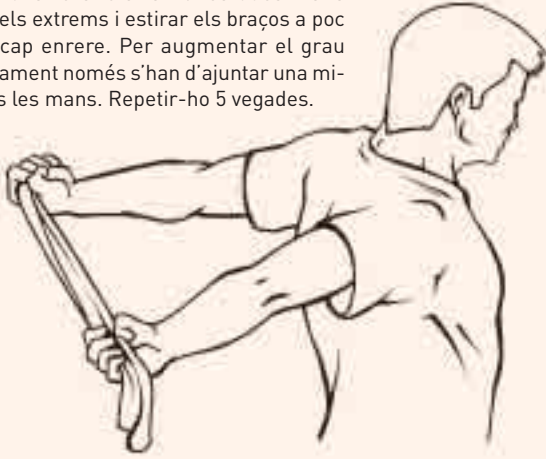 els extrems i estirar els braços a poc
cap enrere. Per augmentar el grau
ament només s'han d'ajuntar una mi-
s les mans. Repetir-ho 5 vegades.